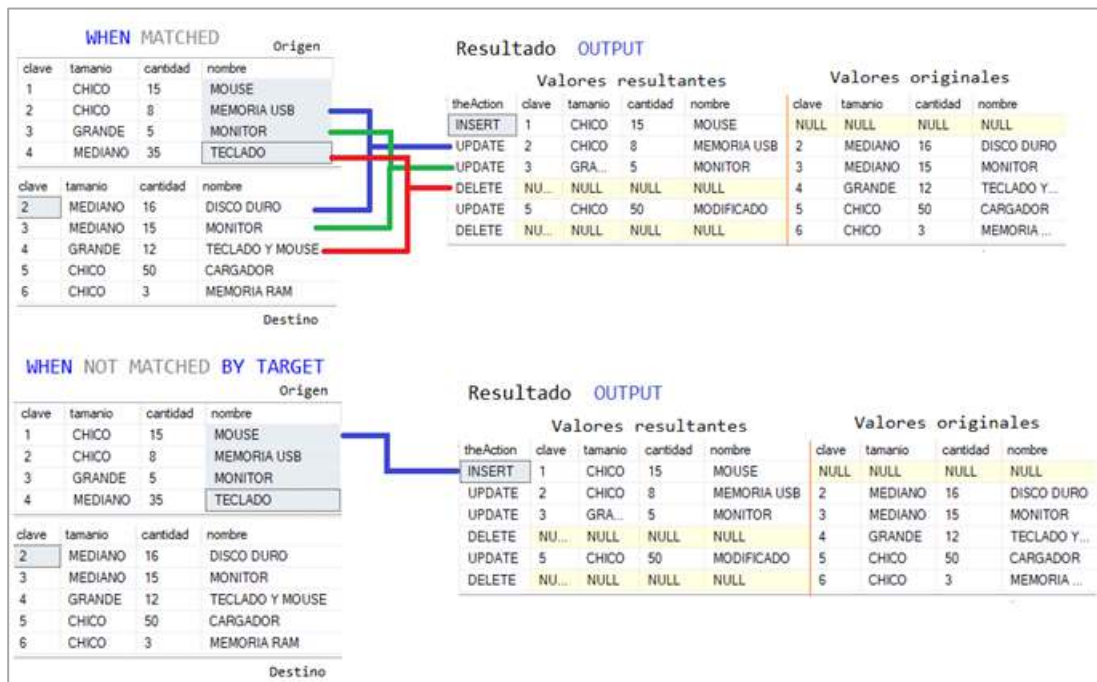 WHEN MATCHED
Origen
clave tamanio cantidad nombre
1 CHICO 15 MOUSE
2 CHICO 8 MEMORIA USB
3 GRANDE 5 MONITOR
4 MEDIANO 35 TECLADO
clave tamanio cantidad nombre
2 MEDIANO 16 DISCO DURO
3 MEDIANO 15 MONITOR
4 GRANDE 12 TECLADO Y MOUSE
5 CHICO 50 CARGADOR
6 CHICO 3 MEMORIA RAM
Destino
Resultado OUTPUT
Valores resultantes Valores originales
theAction clave tamanio cantidad nombre clave tamanio cantidad nombre
INSERT 1 CHICO 15 MOUSE NULL NULL NULL NULL
UPDATE 2 CHICO 8 MEMORIA USB 2 MEDIANO 16 DISCO DURO
UPDATE 3 GRA... 5 MONITOR 3 MEDIANO 15 MONITOR
DELETE NU... NULL NULL NULL 4 GRANDE 12 TECLADO Y...
UPDATE 5 CHICO 50 MODIFICADO 5 CHICO 50 CARGADOR
DELETE NU... NULL NULL NULL 6 CHICO 3 MEMORIA ...
WHEN NOT MATCHED BY TARGET
Origen
clave tamanio cantidad nombre
1 CHICO 15 MOUSE
2 CHICO 8 MEMORIA USB
3 GRANDE 5 MONITOR
4 MEDIANO 35 TECLADO
clave tamanio cantidad nombre
2 MEDIANO 16 DISCO DURO
3 MEDIANO 15 MONITOR
4 GRANDE 12 TECLADO Y MOUSE
5 CHICO 50 CARGADOR
6 CHICO 3 MEMORIA RAM
Destino
Resultado OUTPUT
Valores resultantes Valores originales
theAction clave tamanio cantidad nombre clave tamanio cantidad nombre
INSERT 1 CHICO 15 MOUSE NULL NULL NULL NULL
UPDATE 2 CHICO 8 MEMORIA USB 2 MEDIANO 16 DISCO DURO
UPDATE 3 GRA... 5 MONITOR 3 MEDIANO 15 MONITOR
DELETE NU... NULL NULL NULL 4 GRANDE 12 TECLADO Y...
UPDATE 5 CHICO 50 MODIFICADO 5 CHICO 50 CARGADOR
DELETE NU... NULL NULL NULL 6 CHICO 3 MEMORIA ...